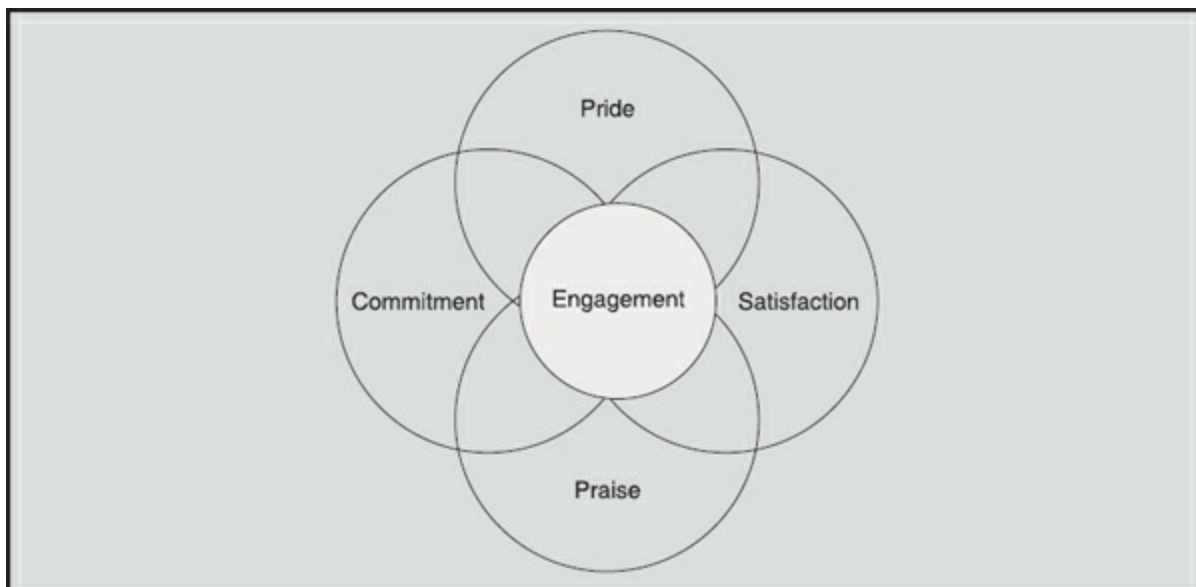 Pride
Commitment
Engagement
Satisfaction
Praise